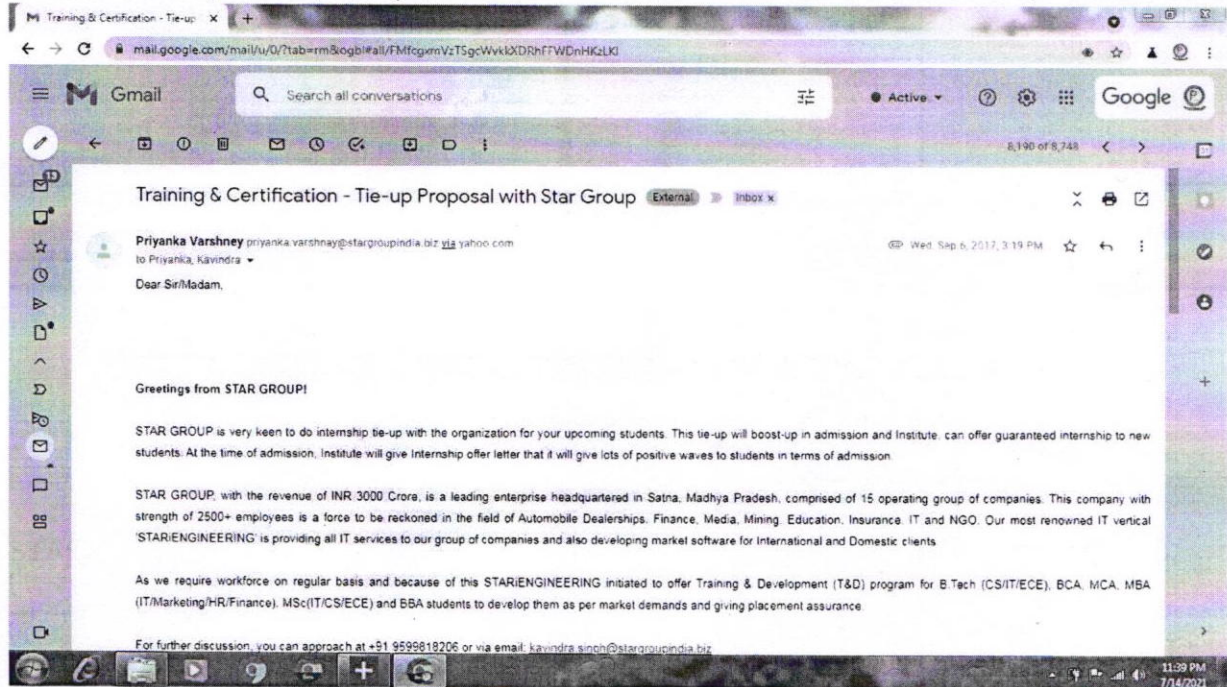 Training & Certification - Tie-up
mail.google.com/mail/u/0/?tab=rm&ogbl#all/
Gmail
Search all conversations
Active
Google
8,190 of 8,748
Training & Certification - Tie-up Proposal with Star Group External Inbox x
Priyanka Varshney priyanka.varshnay@stargroupindia.biz via yahoo.com
Wed, Sep 6, 2017, 3:19 PM
to Priyanka, Kavindra
Dear Sir/Madam,
Greetings from STAR GROUP!
STAR GROUP is very keen to do internship tie-up with the organization for your upcoming students. This tie-up will boost-up in admission and Institute, can offer guaranteed internship to new
students. At the time of admission, Institute will give Internship offer letter that it will give lots of positive waves to students in terms of admission.
STAR GROUP, with the revenue of INR 3000 Crore, is a leading enterprise headquartered in Satna, Madhya Pradesh, comprised of 15 operating group of companies. This company with
strength of 2500+ employees is a force to be reckoned in the field of Automobile Dealerships, Finance, Media, Mining, Education, Insurance, IT and NGO. Our most renowned IT vertical
'STARiENGINEERING' is providing all IT services to our group of companies and also developing market software for International and Domestic clients
As we require workforce on regular basis and because of this STARiENGINEERING initiated to offer Training & Development (T&D) program for B.Tech (CS/IT/ECE), BCA, MCA, MBA
(IT/Marketing/HR/Finance), MSc(IT/CS/ECE) and BBA students to develop them as per market demands and giving placement assurance.
For further discussion, you can approach at +91 9599818206 or via email: kavindra.singh@stargroupindia.biz
11:39 PM
7/14/2021